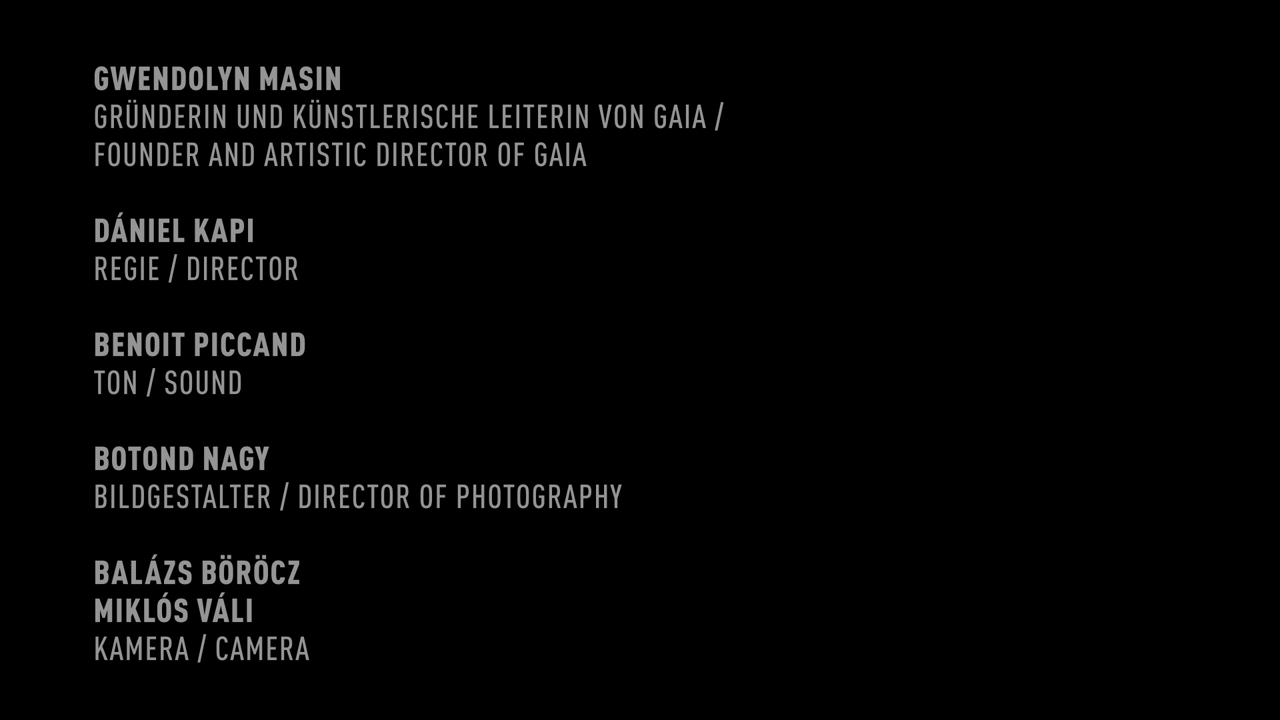 GWENDOLYN MASIN
GRÜNDERIN UND KÜNSTLERISCHE LEITERIN VON GAIA /
FOUNDER AND ARTISTIC DIRECTOR OF GAIA
DÁNIEL KAPI
REGIE / DIRECTOR
BENOIT PICCAND
TON / SOUND
BOTOND NAGY
BILDGESTALTER / DIRECTOR OF PHOTOGRAPHY
BALÁZS BÖRÖCZ
MIKLÓS VÁLI
KAMERA / CAMERA